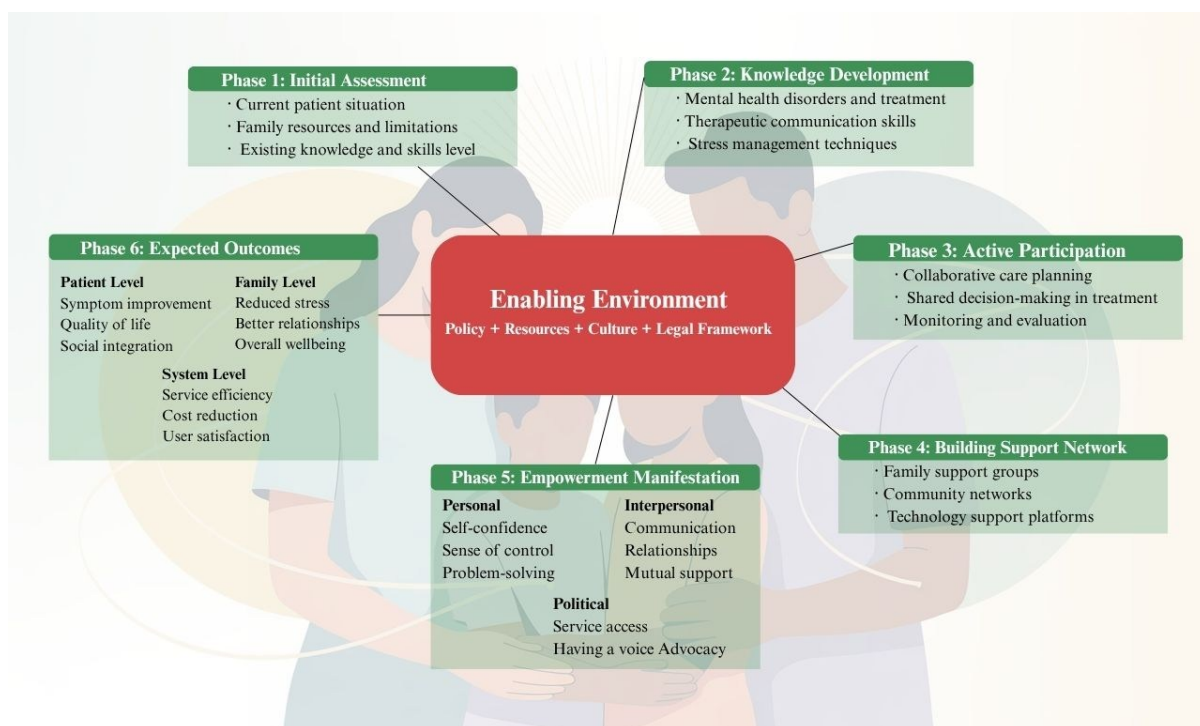 Phase 1: Initial Assessment
· Current patient situation
· Family resources and limitations
· Existing knowledge and skills level
Phase 2: Knowledge Development
· Mental health disorders and treatment
· Therapeutic communication skills
· Stress management techniques
Phase 3: Active Participation
· Collaborative care planning
· Shared decision-making in treatment
· Monitoring and evaluation
Enabling Environment
Policy + Resources + Culture + Legal Framework
Phase 4: Building Support Network
· Family support groups
· Community networks
· Technology support platforms
Phase 5: Empowerment Manifestation
Personal
Self-confidence
Sense of control
Problem-solving
Interpersonal
Communication
Relationships
Mutual support
Political
Service access
Having a voice Advocacy
Phase 6: Expected Outcomes
Patient Level
Symptom improvement
Quality of life
Social integration
Family Level
Reduced stress
Better relationships
Overall wellbeing
System Level
Service efficiency
Cost reduction
User satisfaction